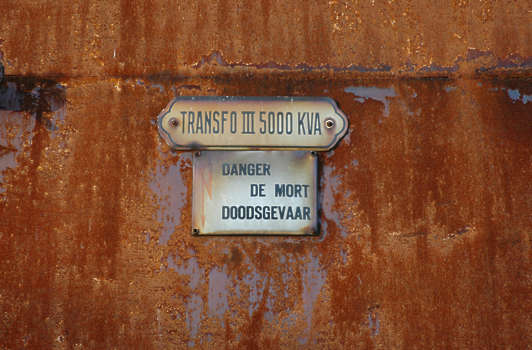 TRANSFO III 5000 KVA
DANGER
DE MORT
DOODSGEVAAR